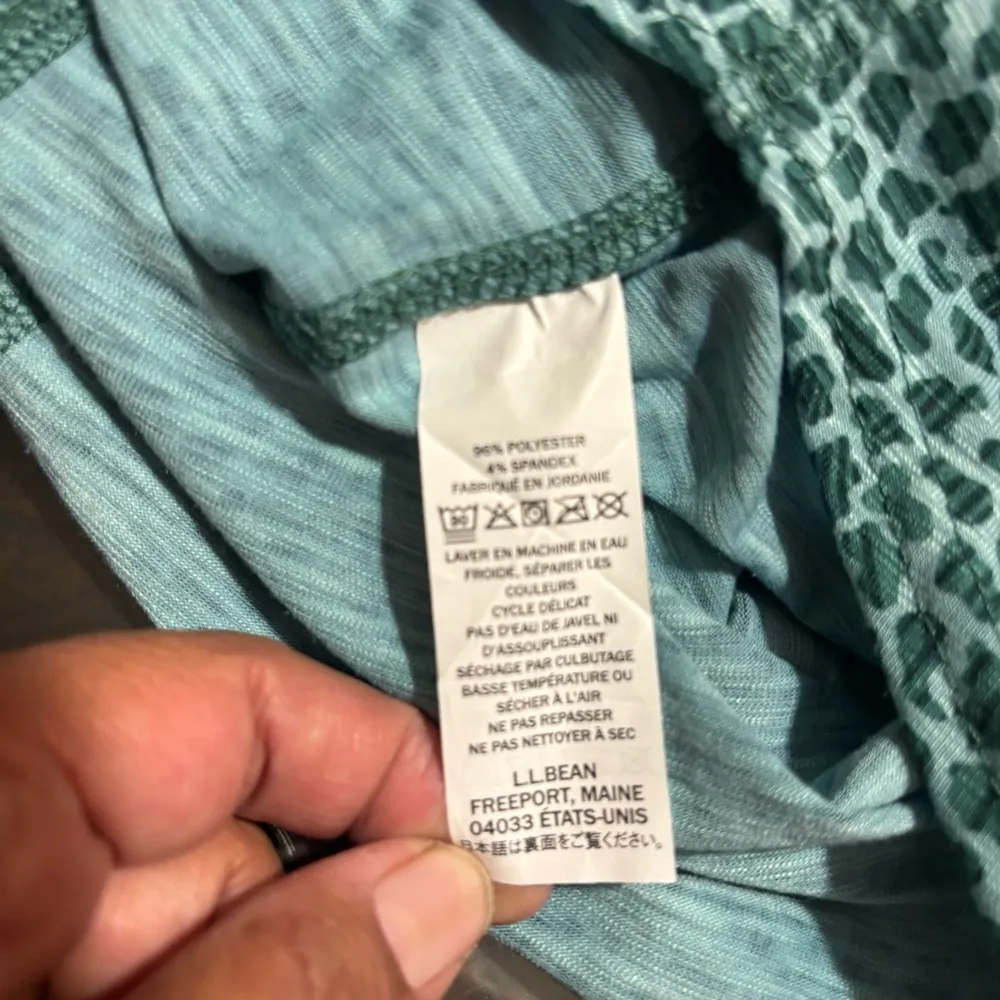 96% POLYESTER
4% SPANDEX
FABRIQUÉ EN JORDANIE
30
LAVER EN MACHINE EN EAU
FROIDE, SÉPARER LES
COULEURS
CYCLE DÉLICAT
PAS D'EAU DE JAVEL NI
D'ASSOUPLISSANT
SÉCHAGE PAR CULBUTAGE
BASSE TEMPÉRATURE OU
SÉCHER À L'AIR
NE PAS REPASSER
NE PAS NETTOYER À SEC
L.L.BEAN
FREEPORT, MAINE
04033 ÉTATS-UNIS
日本語は裏面をご覧ください。